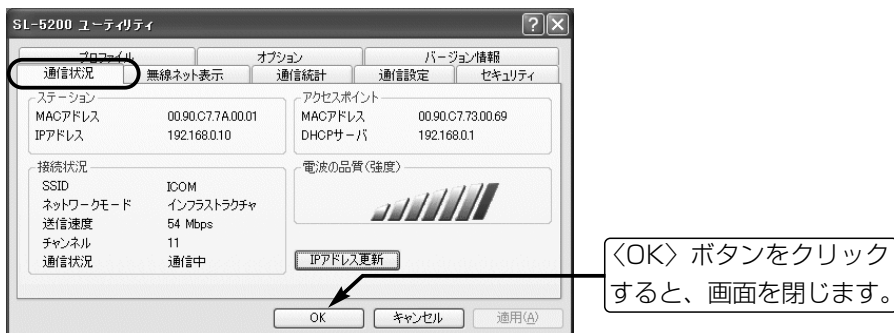 SL-5200 ユーティリティ
プロファイル オプション バージョン情報
通信状況 無線ネット表示 通信統計 通信設定 セキュリティ
ステーション
MACアドレス 00.90.C7.7A.00.01
IPアドレス 192.168.0.10
アクセスポイント
MACアドレス 00.90.C7.73.00.69
DHCPサーバ 192.168.0.1
接続状況
SSID ICOM
ネットワークモード インフラストラクチャ
送信速度 54 Mbps
チャンネル 11
通信状況 通信中
電波の品質(強度)
IPアドレス更新
OK キャンセル 適用(A)
〈OK〉ボタンをクリック
すると、画面を閉じます。